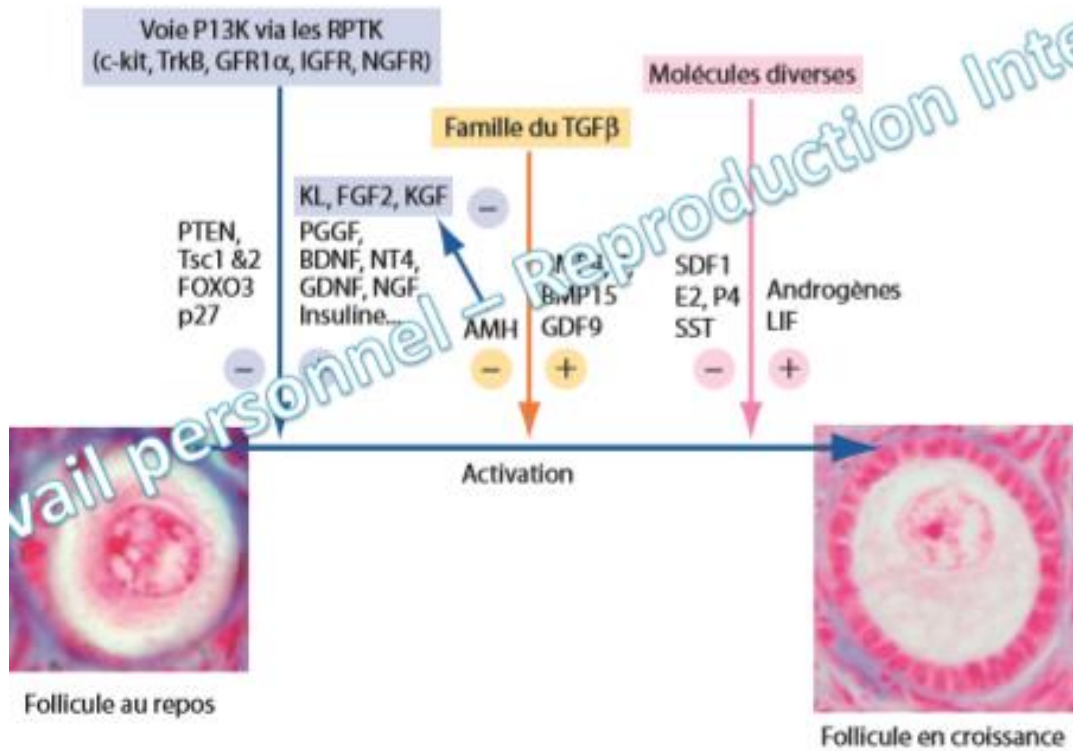 Voie P13K via les RPTK
(c-kit, TrkB, GFR1α, IGFR, NGFR)
Molécules diverses
Famille du TGFβ
KL, FGF2, KGF
−
PTEN,
Tsc1 &2
FOXO3
p27
PGGF,
BDNF, NT4,
GDNF, NGF,
Insuline...
AMH
BMP15
GDF9
SDF1
E2, P4
SST
Androgènes
LIF
−
+
−
+
−
+
Activation
Follicule au repos
Follicule en croissance
personnel – Reproduction